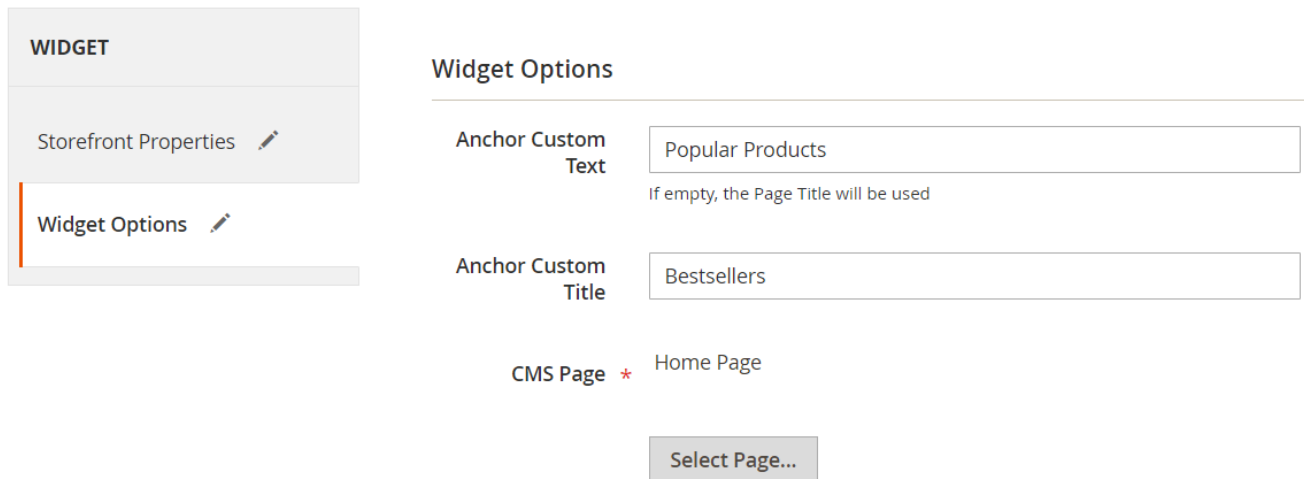 WIDGET
Storefront Properties
Widget Options
Widget Options
Anchor Custom
Text
Popular Products
If empty, the Page Title will be used
Anchor Custom
Title
Bestsellers
CMS Page *
Home Page
Select Page...